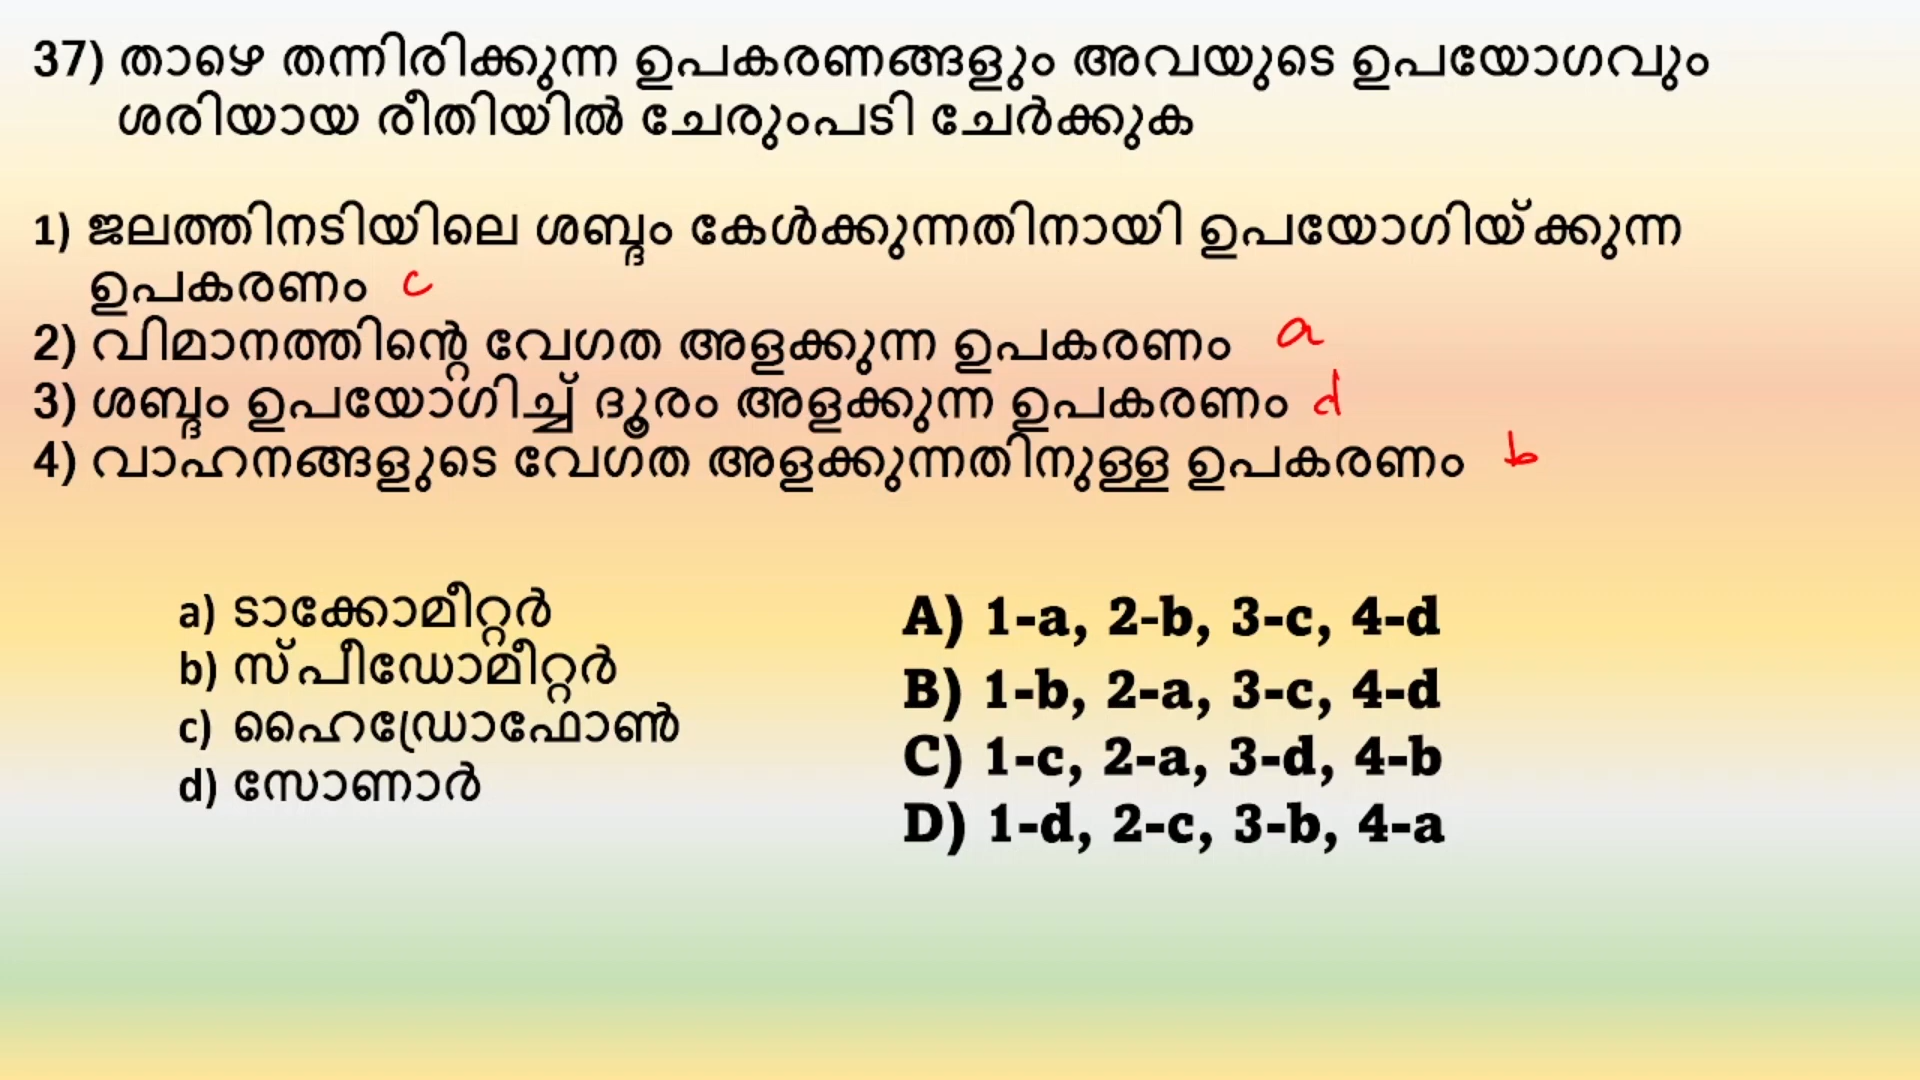 37) താഴെ തന്നിരിക്കുന്ന ഉപകരണങ്ങളും അവയുടെ ഉപയോഗവും
ശരിയായ രീതിയിൽ ചേരുംപടി ചേർക്കുക
1) ജലത്തിനടിയിലെ ശബ്ദം കേൾക്കുന്നതിനായി ഉപയോഗിയ്ക്കുന്ന
ഉപകരണം c
2) വിമാനത്തിന്റെ വേഗത അളക്കുന്ന ഉപകരണം a
3) ശബ്ദം ഉപയോഗിച്ച് ദൂരം അളക്കുന്ന ഉപകരണം d
4) വാഹനങ്ങളുടെ വേഗത അളക്കുന്നതിനുള്ള ഉപകരണം b
a) ടാക്കോമീറ്റർ
b) സ്പീഡോമീറ്റർ
c) ഹൈഡ്രോഫോൺ
d) സോണാർ
A) 1-a, 2-b, 3-c, 4-d
B) 1-b, 2-a, 3-c, 4-d
C) 1-c, 2-a, 3-d, 4-b
D) 1-d, 2-c, 3-b, 4-a